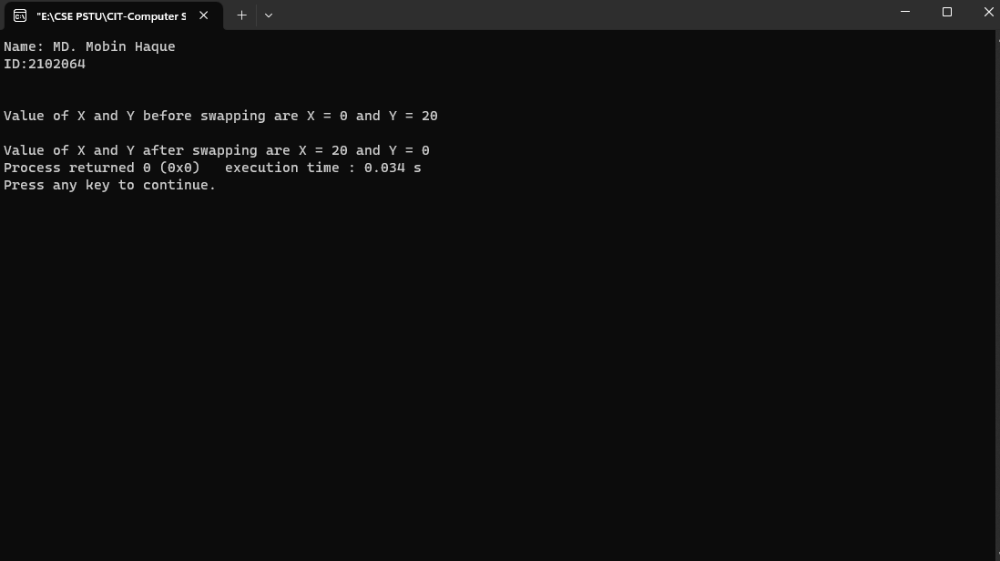 "E:\CSE PSTU\CIT-Computer S
Name: MD. Mobin Haque
ID:2102064
Value of X and Y before swapping are X = 0 and Y = 20
Value of X and Y after swapping are X = 20 and Y = 0
Process returned 0 (0x0)   execution time : 0.034 s
Press any key to continue.